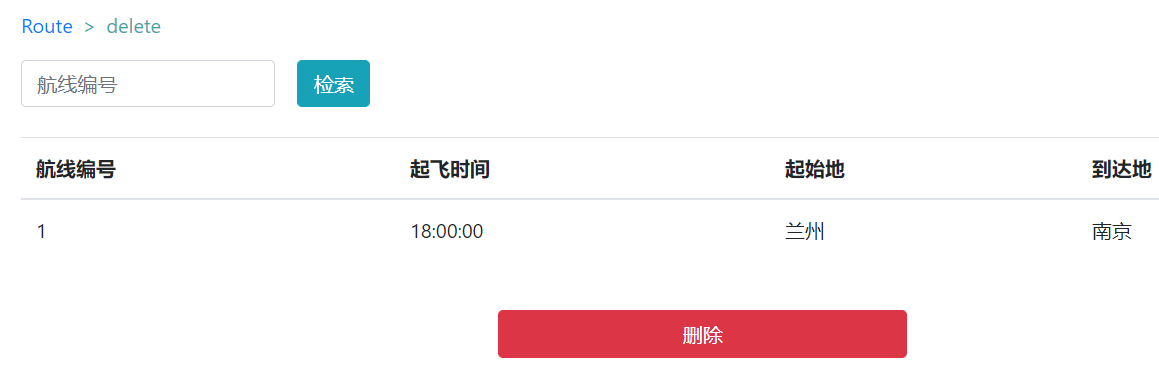 Route > delete
航线编号 检索
航线编号 起飞时间 起始地 到达地
1 18:00:00 兰州 南京
删除